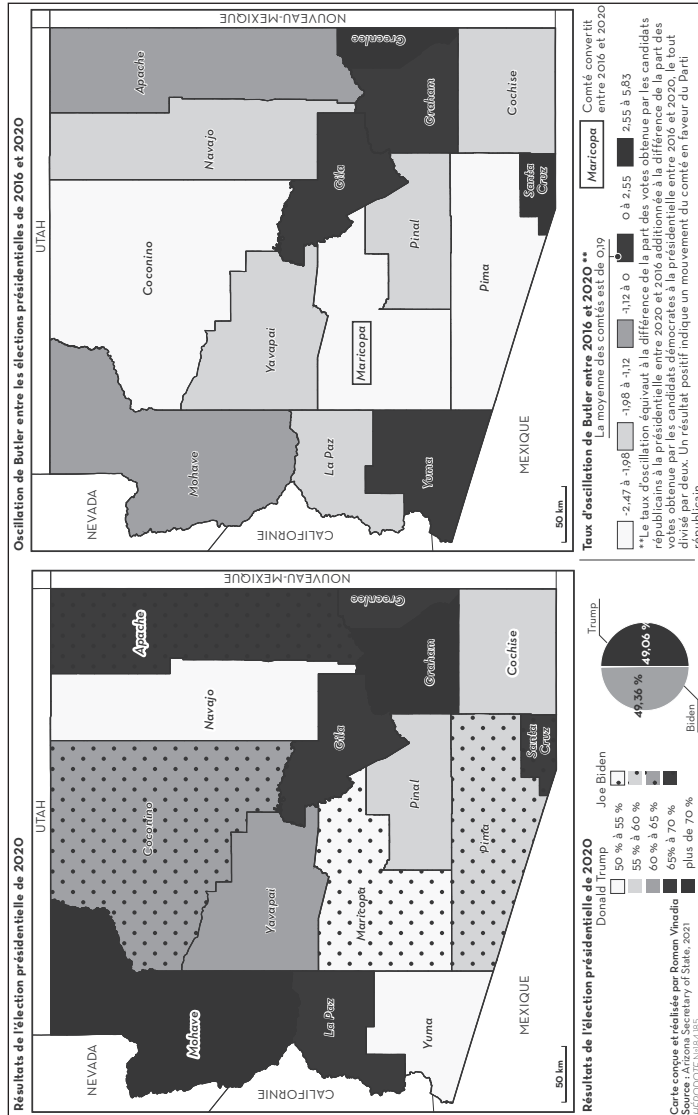 Résultats de l'élection présidentielle de 2020
UTAH
NEVADA
CALIFORNIE
NOUVEAU-MEXIQUE
MEXIQUE
Mohave
Coconino
Navajo
Apache
Yavapai
La Paz
Gila
Maricopa
Greenlee
Graham
Pinal
Yuma
Pima
Cochise
Santa
Cruz
50 km
Résultats de l'élection présidentielle de 2020
Donald Trump
Joe Biden
50 % à 55 %
55 % à 60 %
60 % à 65 %
65% à 70 %
plus de 70 %
Biden
49,36 %
49,06 %
Trump
Carte conçue et réalisée par Roman Vinadia
Source : Arizona Secretary of State, 2021
Oscillation de Butler entre les élections présidentielles de 2016 et 2020
UTAH
NEVADA
CALIFORNIE
NOUVEAU-MEXIQUE
MEXIQUE
Mohave
Coconino
Navajo
Apache
Yavapai
La Paz
Gila
Maricopa
Greenlee
Graham
Pinal
Yuma
Pima
Cochise
Santa
Cruz
50 km
Taux d'oscillation de Butler entre 2016 et 2020 **
La moyenne des comtés est de 0,19
-2,47 à -1,98
-1,98 à -1,12
-1,12 à 0
0 à 2,55
2,55 à 5,83
Maricopa
Comté convertit
entre 2016 et 2020
**Le taux d'oscillation équivaut à la différence de la part des votes obtenue par les candidats
républicains à la présidentielle entre 2020 et 2016 additionnée à la différence de la part des
votes obtenue par les candidats démocrates à la présidentielle entre 2016 et 2020, le tout
divisé par deux. Un résultat positif indique un mouvement du comté en faveur du Parti
républicain